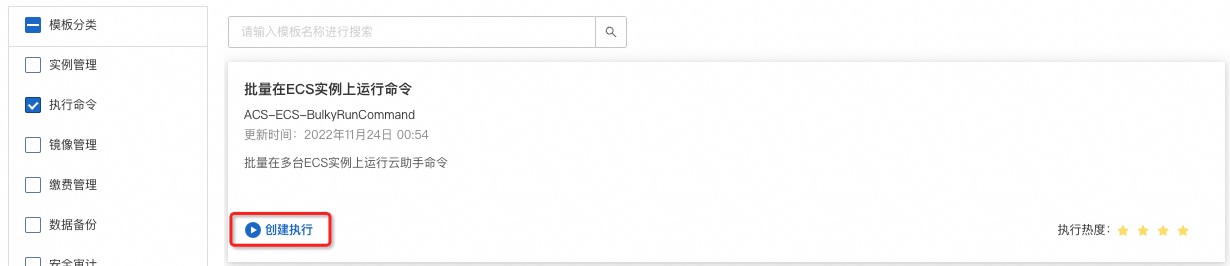 模板分类
实例管理
执行命令
镜像管理
缴费管理
数据备份
安全审计
请输入模板名称进行搜索
批量在ECS实例上运行命令
ACS-ECS-BulkyRunCommand
更新时间：2022年11月24日 00:54
批量在多台ECS实例上运行云助手命令
创建执行
执行热度：